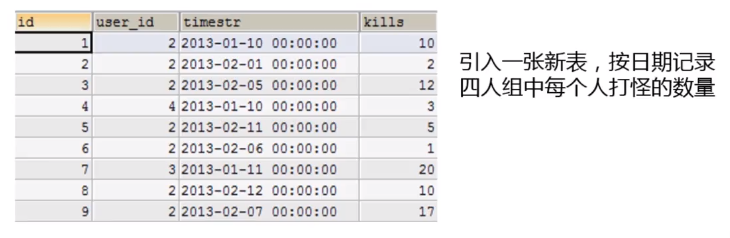 id user_id timestr kills
1 2 2013-01-10 00:00:00 10
2 2 2013-02-01 00:00:00 2
3 2 2013-02-05 00:00:00 12
4 4 2013-01-10 00:00:00 3
5 2 2013-02-11 00:00:00 5
6 2 2013-02-06 00:00:00 1
7 3 2013-01-11 00:00:00 20
8 2 2013-02-12 00:00:00 10
9 2 2013-02-07 00:00:00 17
引入一张新表，按日期记录
四人组中每个人打怪的数量